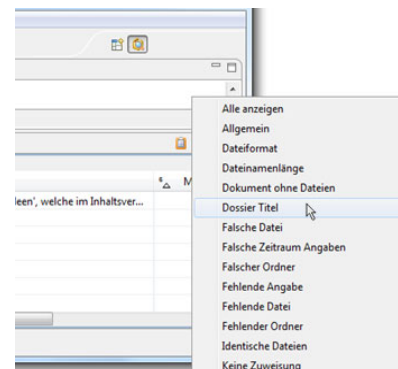 Alle anzeigen
Allgemein
Dateiformat
Dateinamenlänge
M
Dokument ohne Dateien
leen', welche im Inhaltsver...
Dossier Titel
Falsche Datei
Falsche Zeitraum Angaben
Falscher Ordner
Fehlende Angabe
Fehlende Datei
Fehlender Ordner
Identische Dateien
Keine Zuweisung